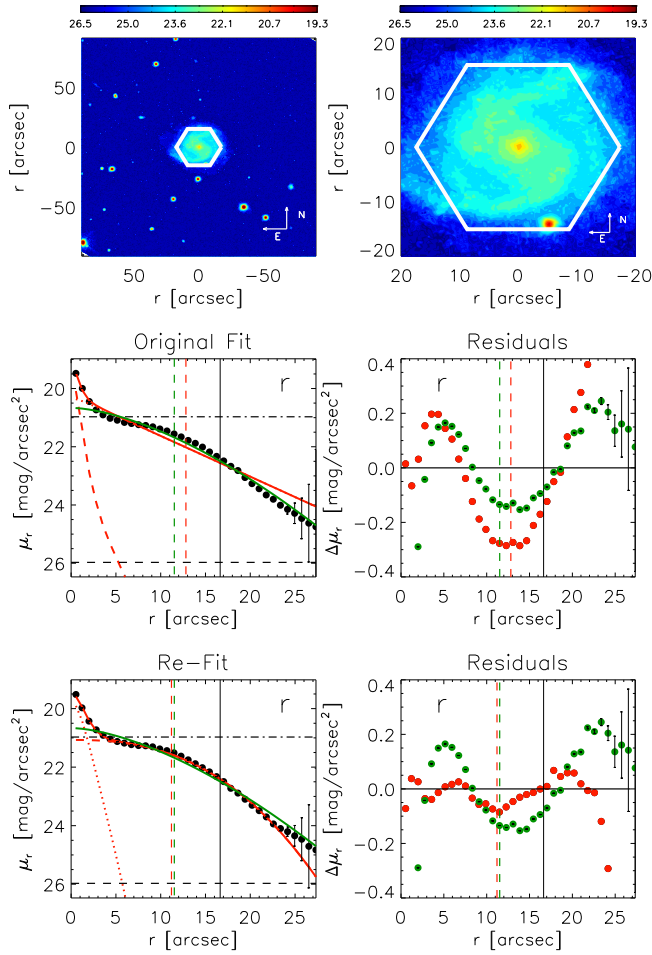 26.5 25.0 23.6 22.1 20.7 19.3
26.5 25.0 23.6 22.1 20.7 19.3
r [arcsec]
50
0
−50
N
E
50 0 −50
r [arcsec]
r [arcsec]
20
10
0
−10
−20
N
E
20 10 0 −10 −20
r [arcsec]
Original Fit
μr [mag/arcsec²]
20
22
24
26
r
0 5 10 15 20 25
r [arcsec]
Residuals
Δμr [mag/arcsec²]
0.4
0.2
0.0
−0.2
−0.4
r
0 5 10 15 20 25
r [arcsec]
Re−Fit
μr [mag/arcsec²]
20
22
24
26
r
0 5 10 15 20 25
r [arcsec]
Residuals
Δμr [mag/arcsec²]
0.4
0.2
0.0
−0.2
−0.4
r
0 5 10 15 20 25
r [arcsec]